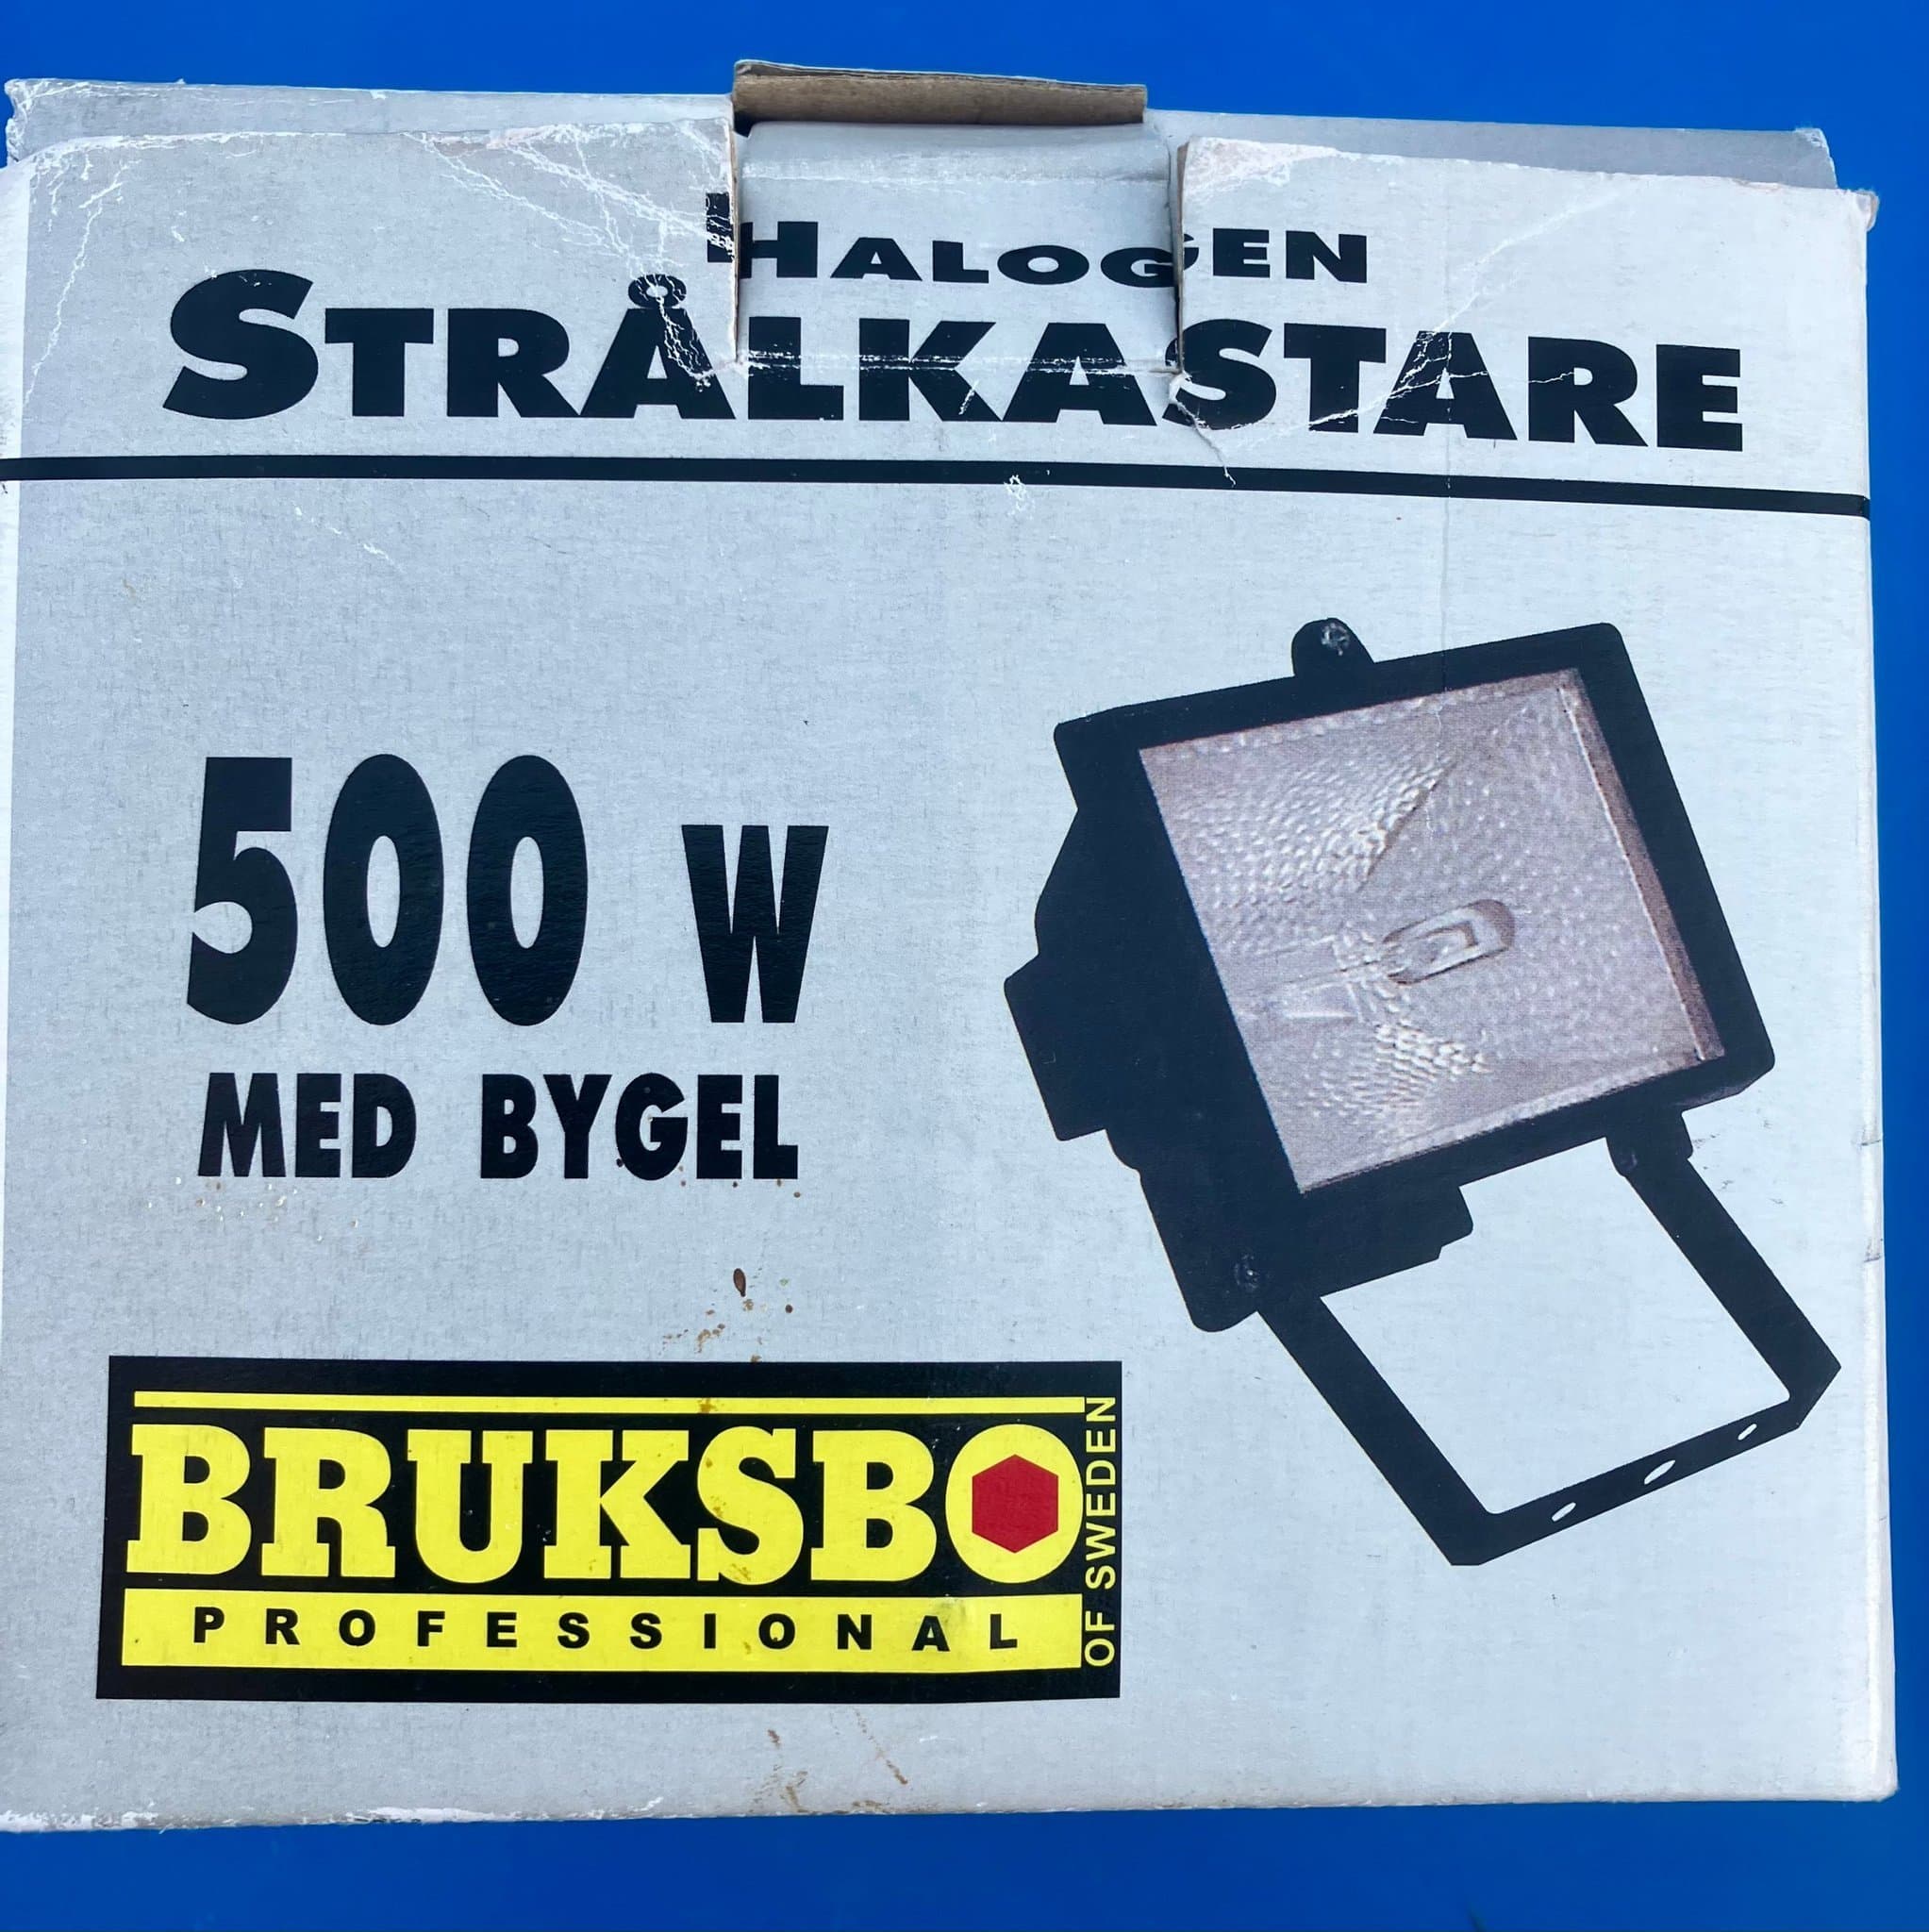 HALOGEN
STRÅLKASTARE
500 W
MED BYGEL
BRUKSBO
PROFESSIONAL
OF SWEDEN